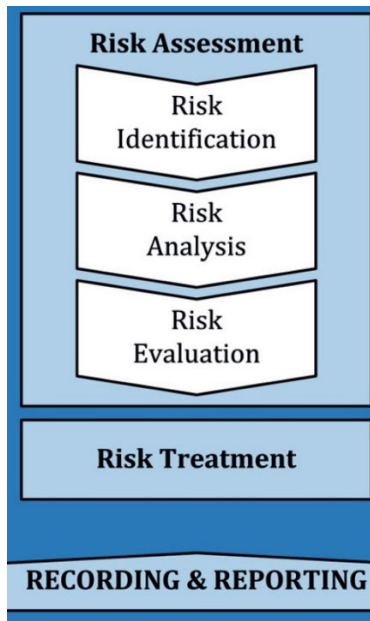 Risk Assessment
Risk
Identification
Risk
Analysis
Risk
Evaluation
Risk Treatment
RECORDING & REPORTING